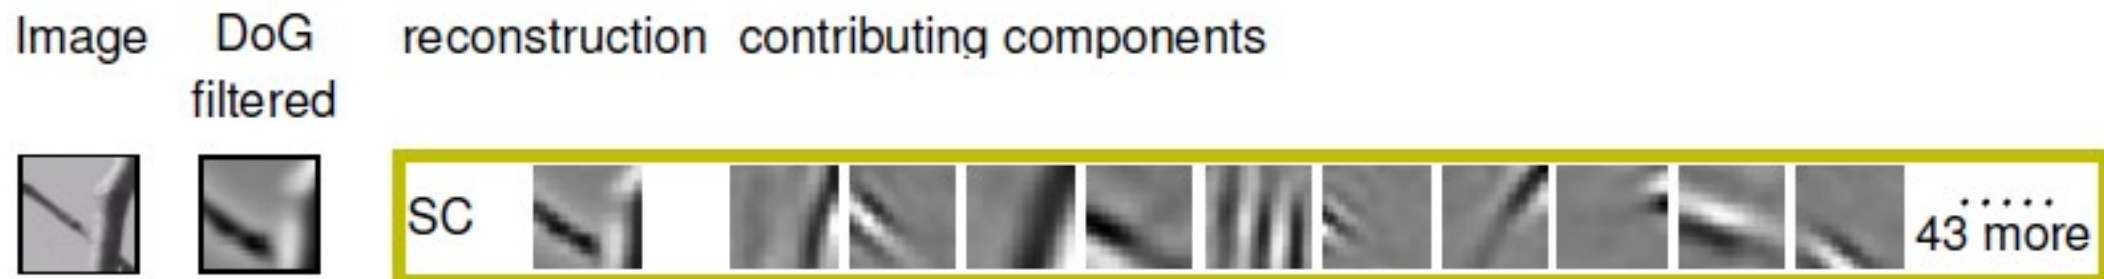 Image DoG reconstruction contributing components
filtered
SC .....
43 more